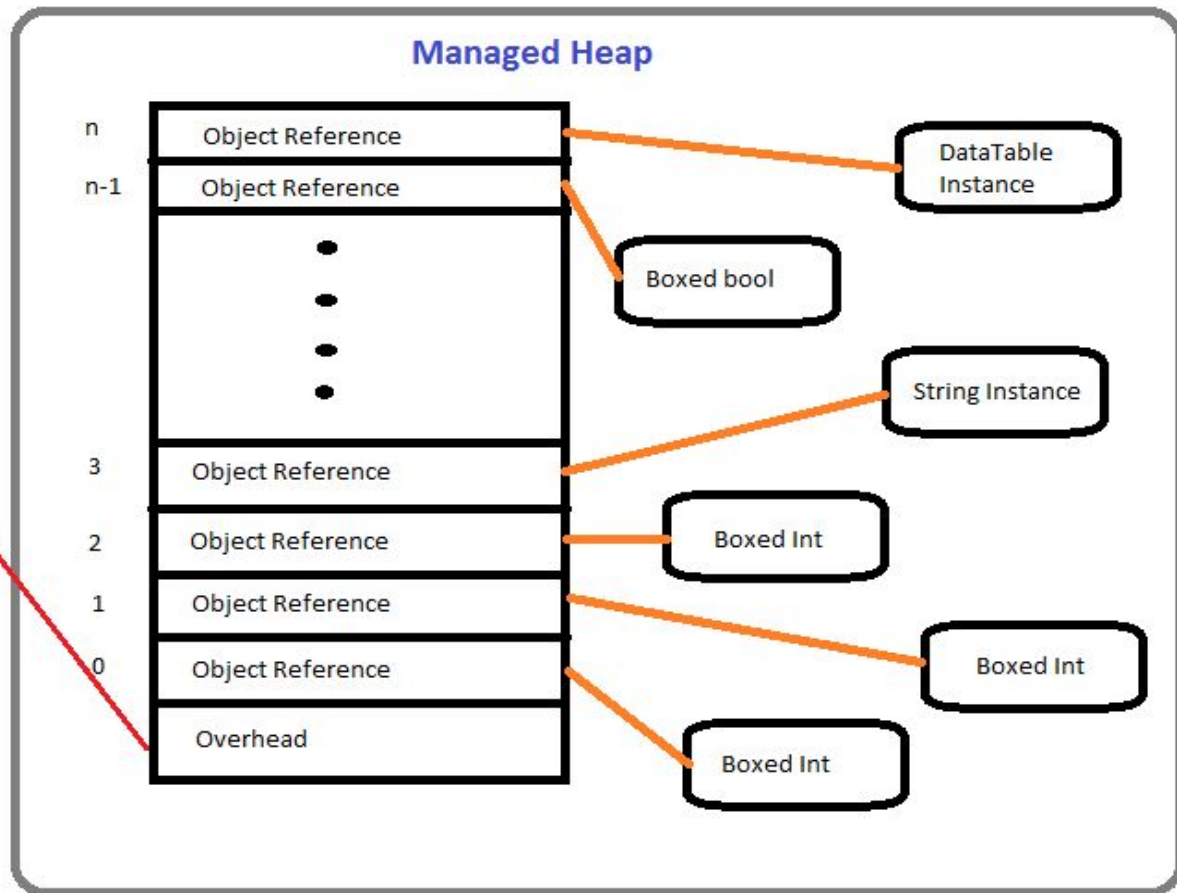 Managed Heap
n
Object Reference
DataTable
Instance
n-1
Object Reference
Boxed bool
String Instance
3
Object Reference
2
Object Reference
Boxed Int
1
Object Reference
Boxed Int
0
Object Reference
Overhead
Boxed Int